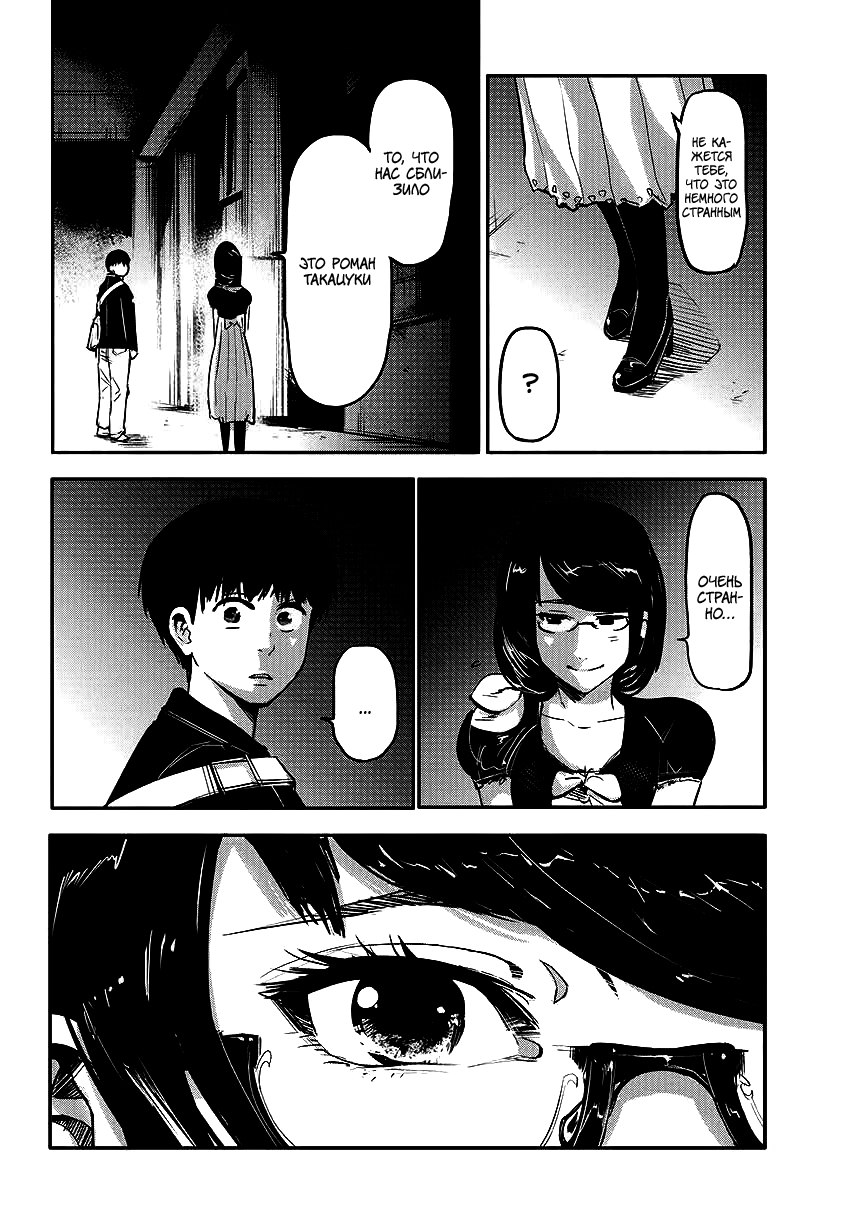 НЕ КА-
ЖЕТСЯ
ТЕБЕ,
ЧТО ЭТО
НЕМНОГО
СТРАННЫМ
?
ТО, ЧТО
НАС СБЛИ-
ЗИЛО
ЭТО РОМАН
ТАКАЦУКИ
ОЧЕНЬ
СТРАН-
НО...
...